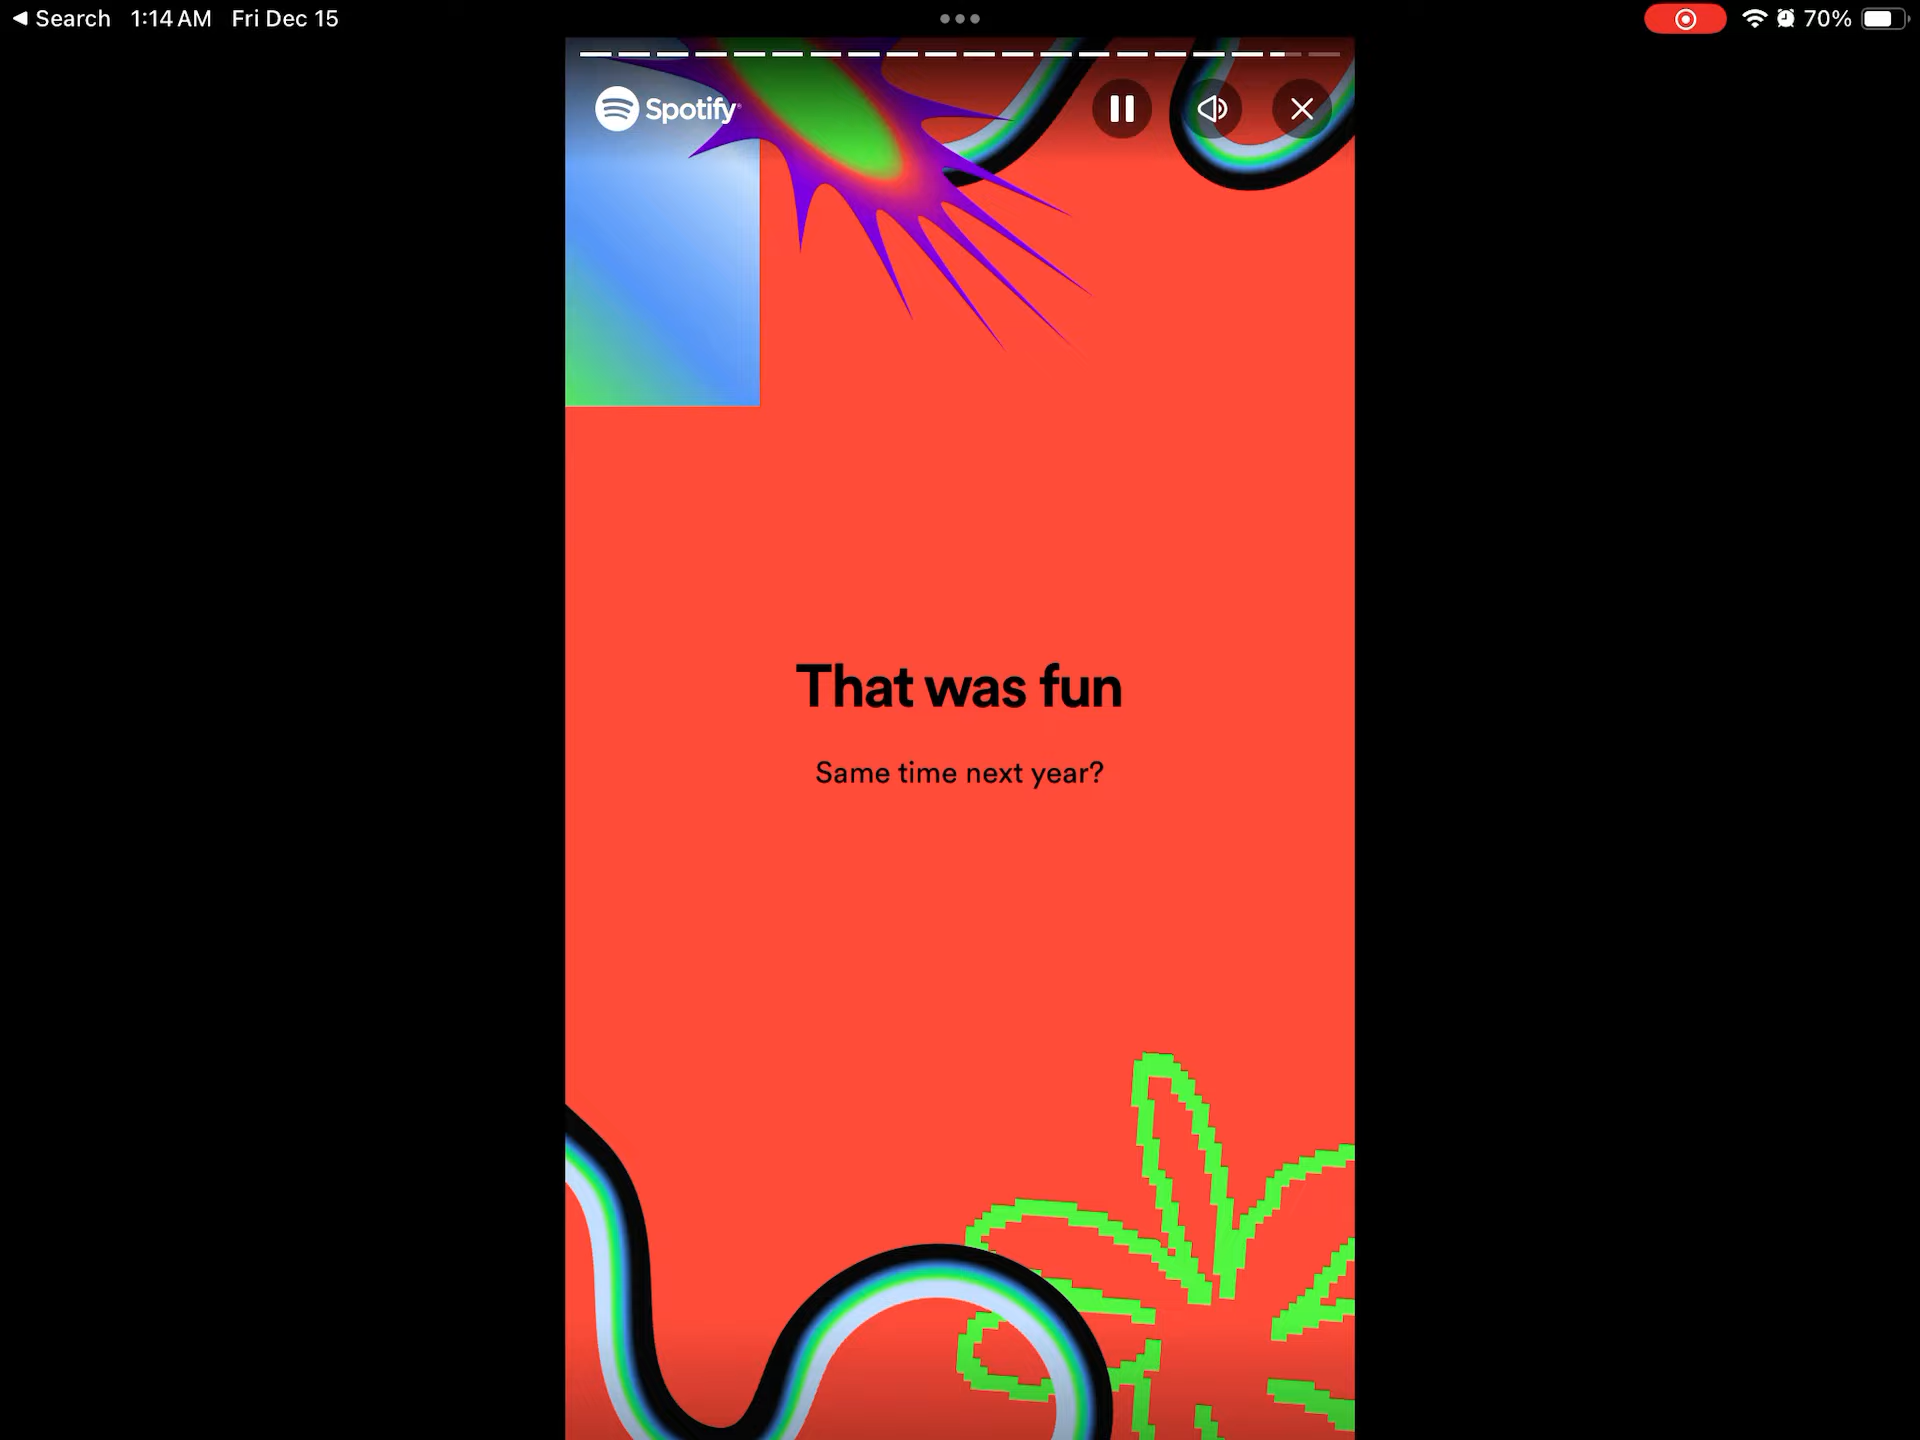 Search 1:14 AM Fri Dec 15
70%
Spotify
That was fun
Same time next year?